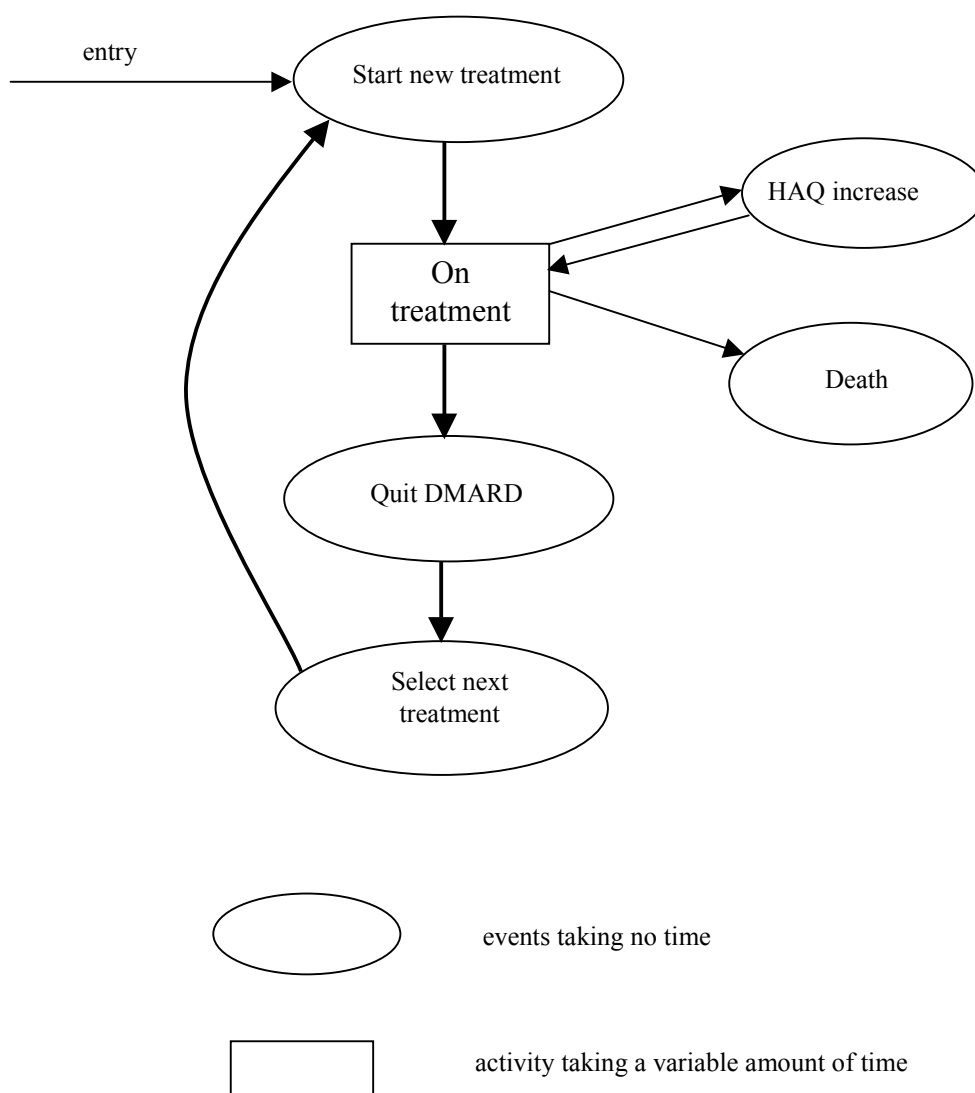 entry
Start new treatment
HAQ increase
On
treatment
Death
Quit DMARD
Select next
treatment
events taking no time
activity taking a variable amount of time